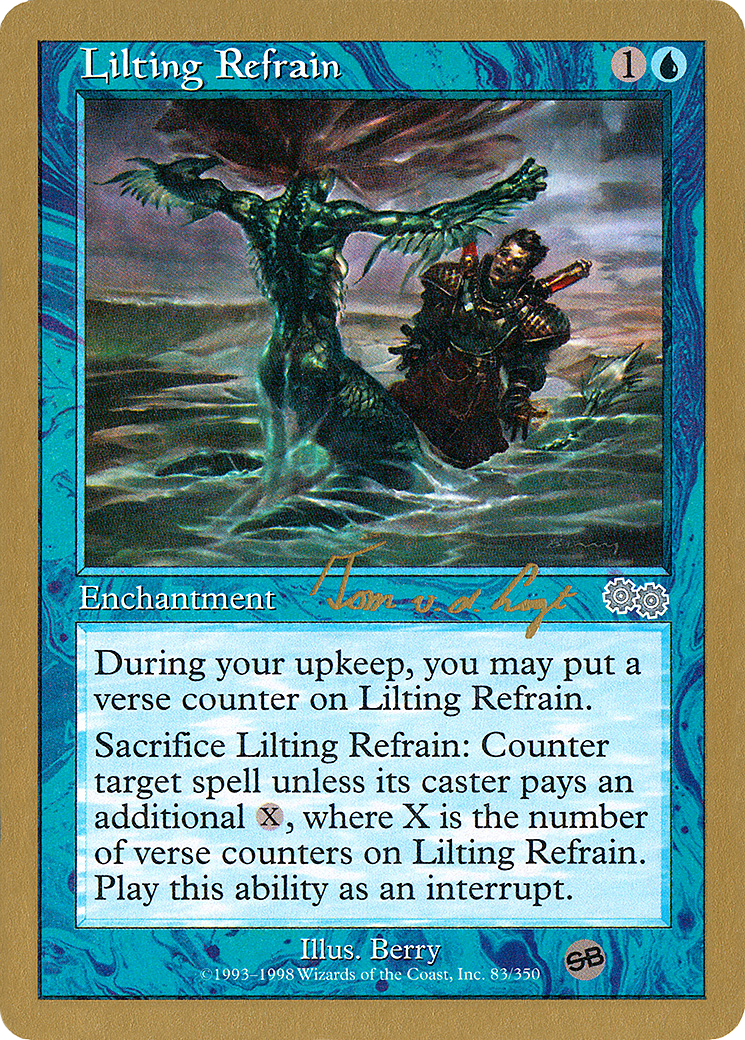 Lilting Refrain 1
Enchantment
Tom v. d. Logt
During your upkeep, you may put a
verse counter on Lilting Refrain.
Sacrifice Lilting Refrain: Counter
target spell unless its caster pays an
additional X, where X is the number
of verse counters on Lilting Refrain.
Play this ability as an interrupt.
Illus. Berry
©1993–1998 Wizards of the Coast, Inc. 83/350
SB